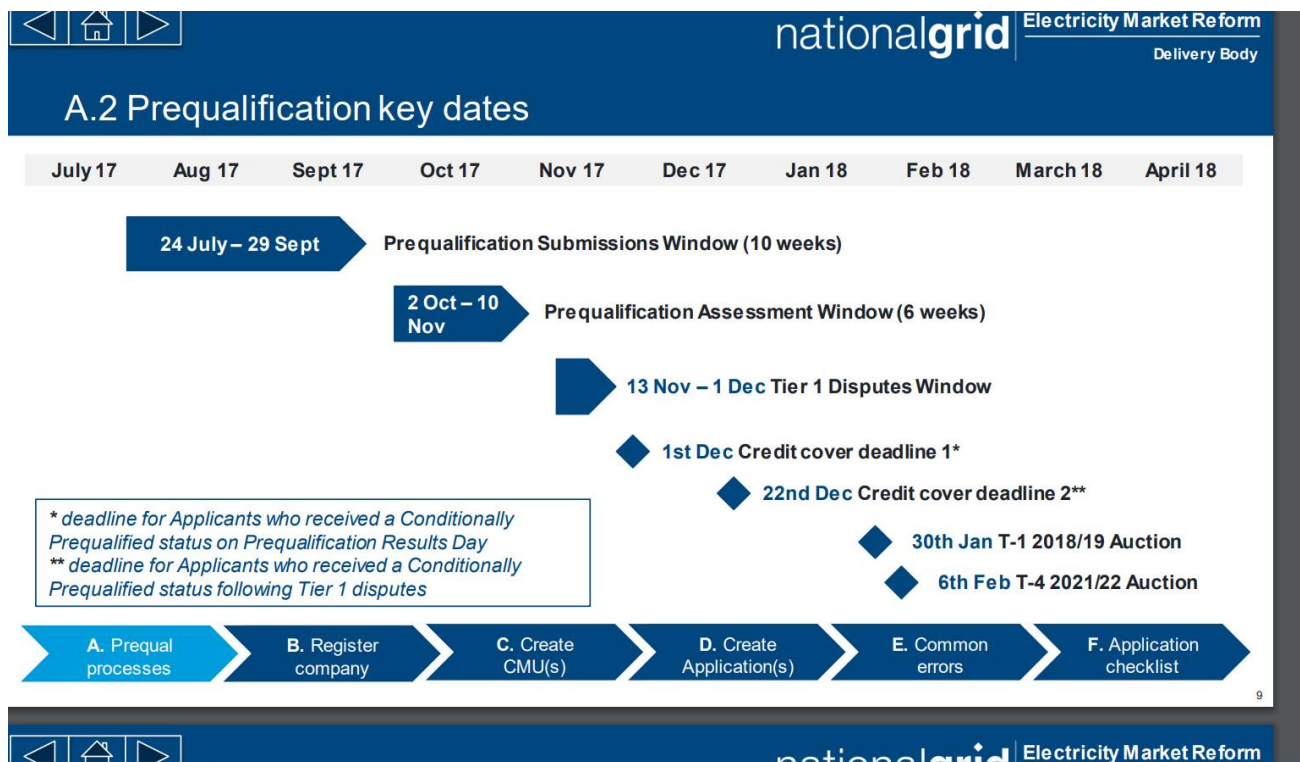 nationalgrid
Electricity Market Reform
Delivery Body
A.2 Prequalification key dates
July 17 Aug 17 Sept 17 Oct 17 Nov 17 Dec 17 Jan 18 Feb 18 March 18 April 18
24 July – 29 Sept Prequalification Submissions Window (10 weeks)
2 Oct – 10
Nov
Prequalification Assessment Window (6 weeks)
13 Nov – 1 Dec Tier 1 Disputes Window
1st Dec Credit cover deadline 1*
22nd Dec Credit cover deadline 2**
30th Jan T-1 2018/19 Auction
6th Feb T-4 2021/22 Auction
* deadline for Applicants who received a Conditionally
Prequalified status on Prequalification Results Day
** deadline for Applicants who received a Conditionally
Prequalified status following Tier 1 disputes
A. Prequal
processes
B. Register
company
C. Create
CMU(s)
D. Create
Application(s)
E. Common
errors
F. Application
checklist
9
nationalgrid
Electricity Market Reform